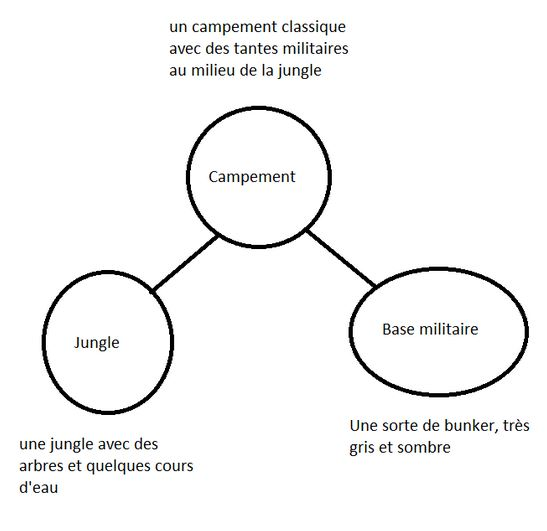 un campement classique
avec des tantes militaires
au milieu de la jungle
Campement
Jungle
Base militaire
une jungle avec des
arbres et quelques cours
d'eau
Une sorte de bunker, très
gris et sombre